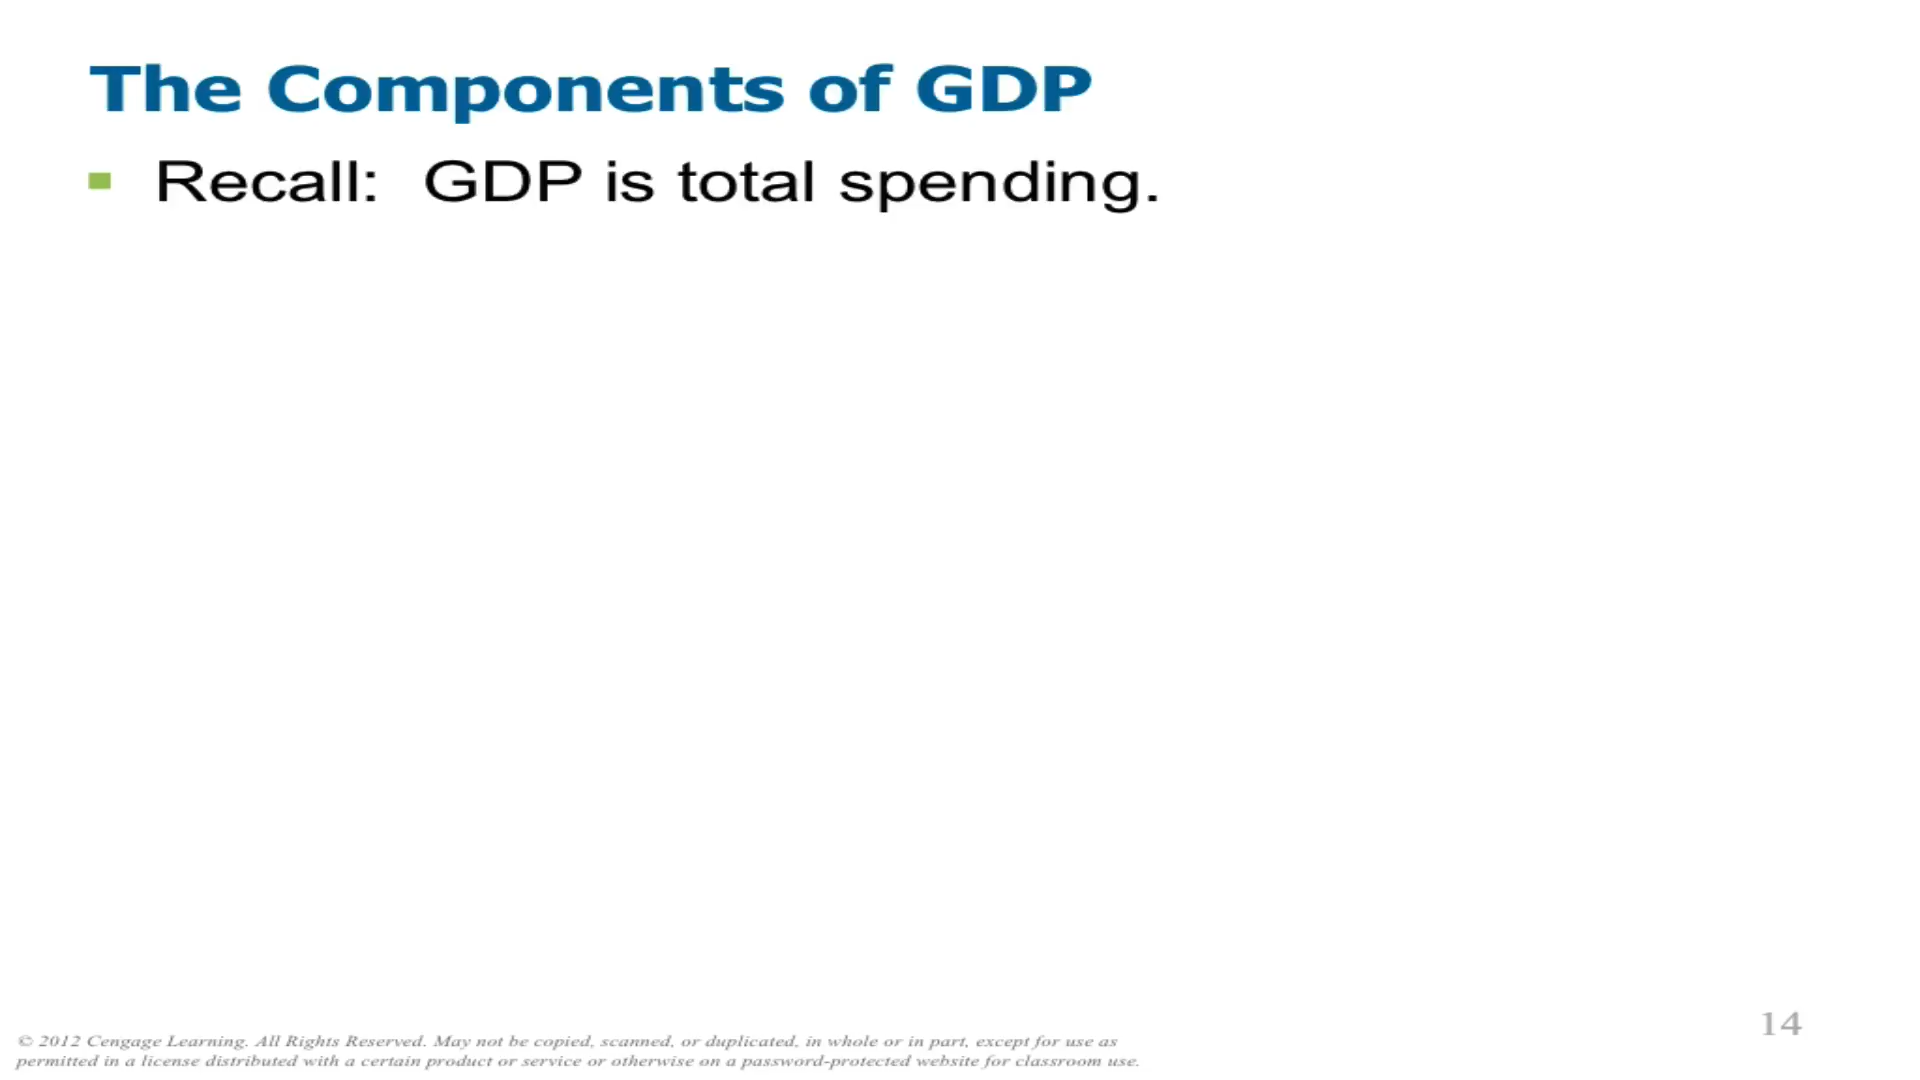 The Components of GDP
▪ Recall:  GDP is total spending.
14
© 2012 Cengage Learning. All Rights Reserved. May not be copied, scanned, or duplicated, in whole or in part, except for use as
permitted in a license distributed with a certain product or service or otherwise on a password-protected website for classroom use.